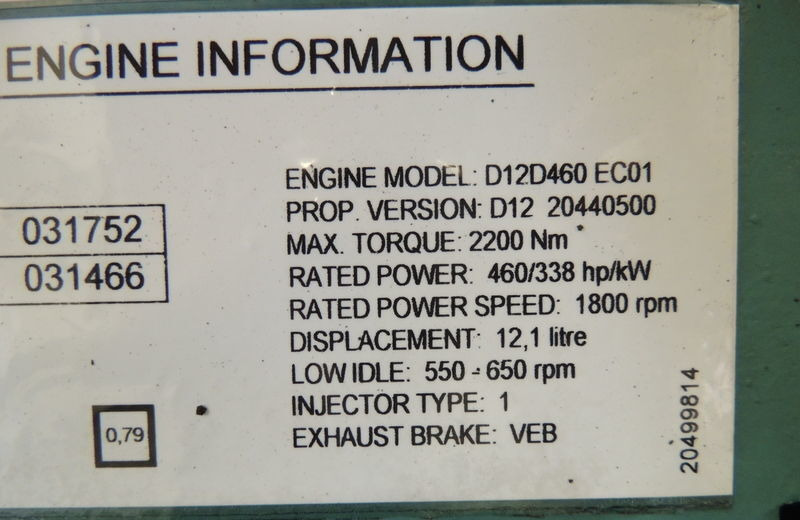 ENGINE INFORMATION
031752
031466
0,79
ENGINE MODEL: D12D460 EC01
PROP. VERSION: D12 20440500
MAX. TORQUE: 2200 Nm
RATED POWER: 460/338 hp/kW
RATED POWER SPEED: 1800 rpm
DISPLACEMENT: 12,1 litre
LOW IDLE: 550 - 650 rpm
INJECTOR TYPE: 1
EXHAUST BRAKE: VEB
20499814